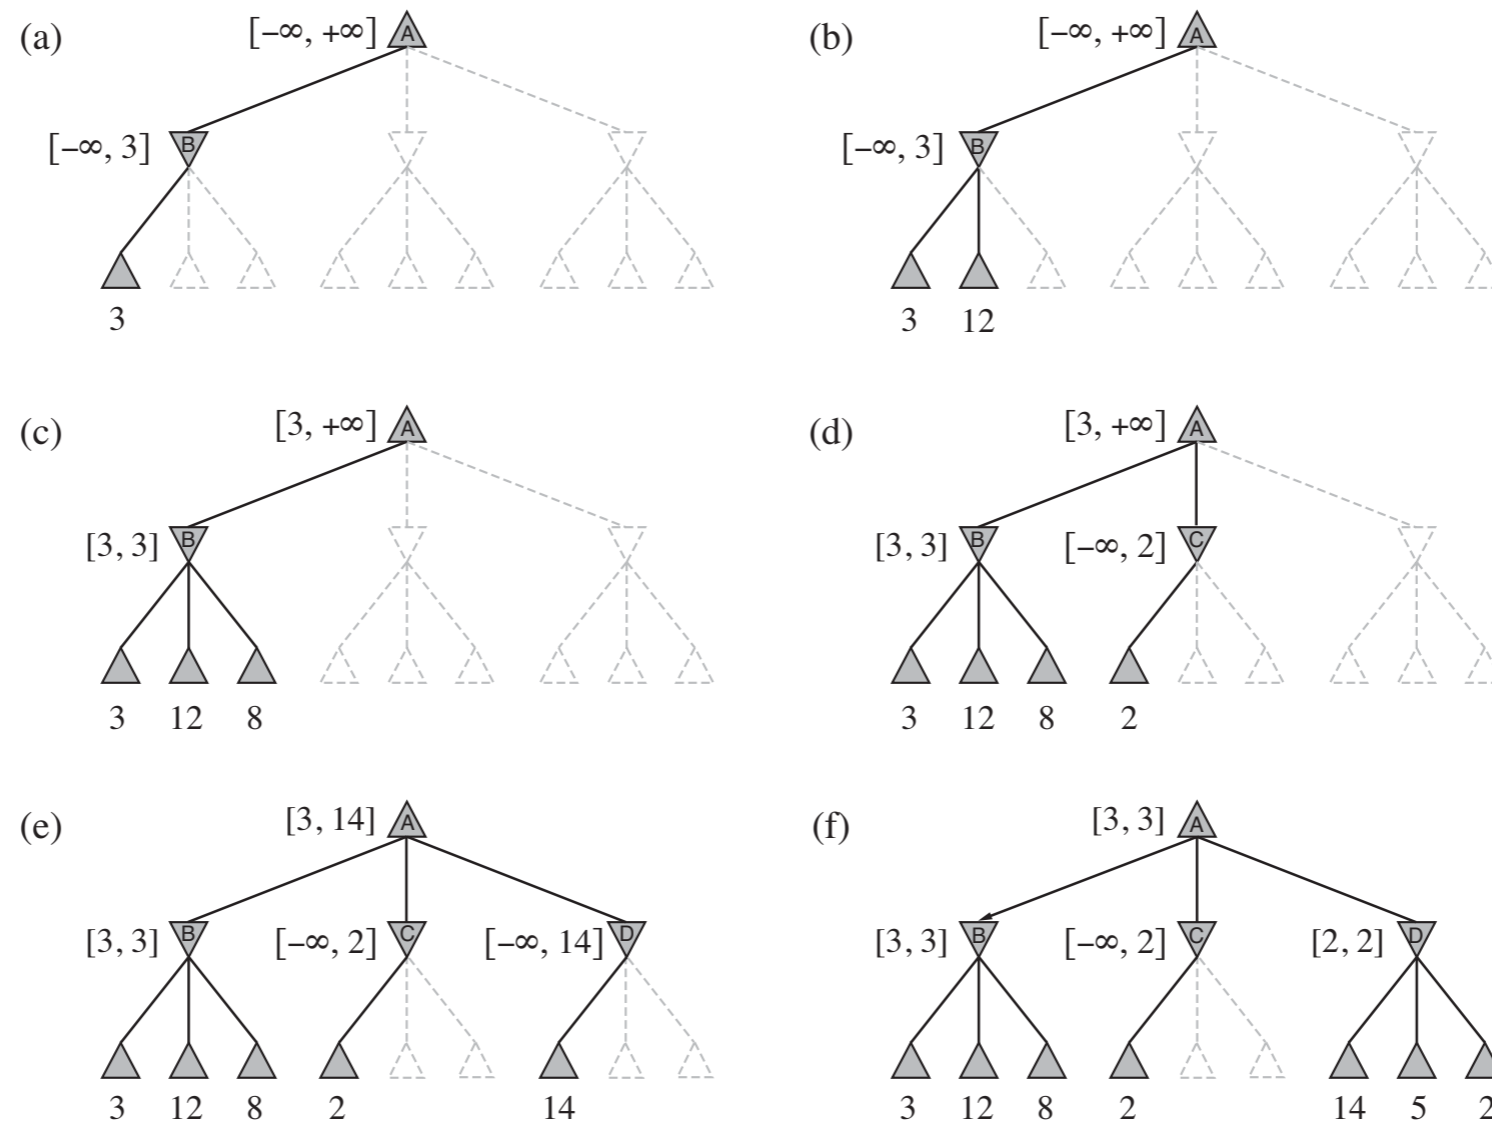 (a) [−∞, +∞] A (b) [−∞, +∞] A
[−∞, 3] B [−∞, 3] B
3 3 12
(c) [3, +∞] A (d) [3, +∞] A
[3, 3] B [3, 3] B [−∞, 2] C
3 12 8 3 12 8 2
(e) [3, 14] A (f) [3, 3] A
[3, 3] B [−∞, 2] C [−∞, 14] D [3, 3] B [−∞, 2] C [2, 2] D
3 12 8 2 14 3 12 8 2 14 5 2